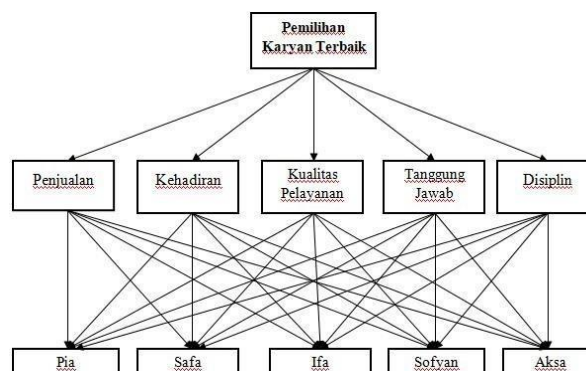 Pemilihan
Karyan Terbaik
Penjualan
Kehadiran
Kualitas
Pelayanan
Tanggung
Jawab
Disiplin
Pia
Safa
Ifa
Sofyan
Aksa